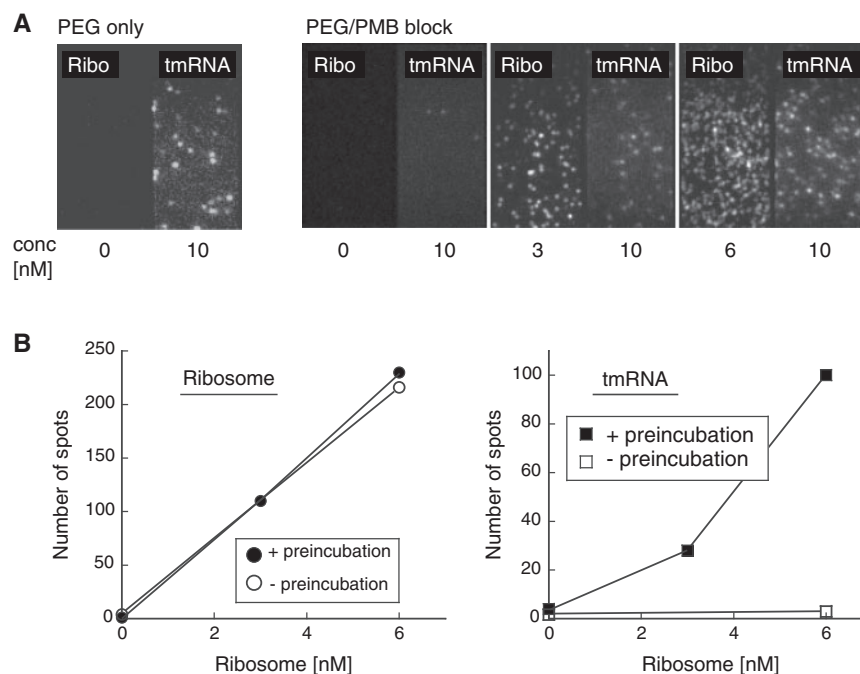 A
PEG only
PEG/PMB block
Ribo tmRNA
Ribo tmRNA Ribo tmRNA Ribo tmRNA
conc [nM]
0 10 0 10 3 10 6 10
B
Number of spots
250
200
150
100
50
0
0 2 4 6
Ribosome [nM]
Ribosome
+ preincubation
- preincubation
Number of spots
100
80
60
40
20
0
0 2 4 6
Ribosome [nM]
tmRNA
+ preincubation
- preincubation